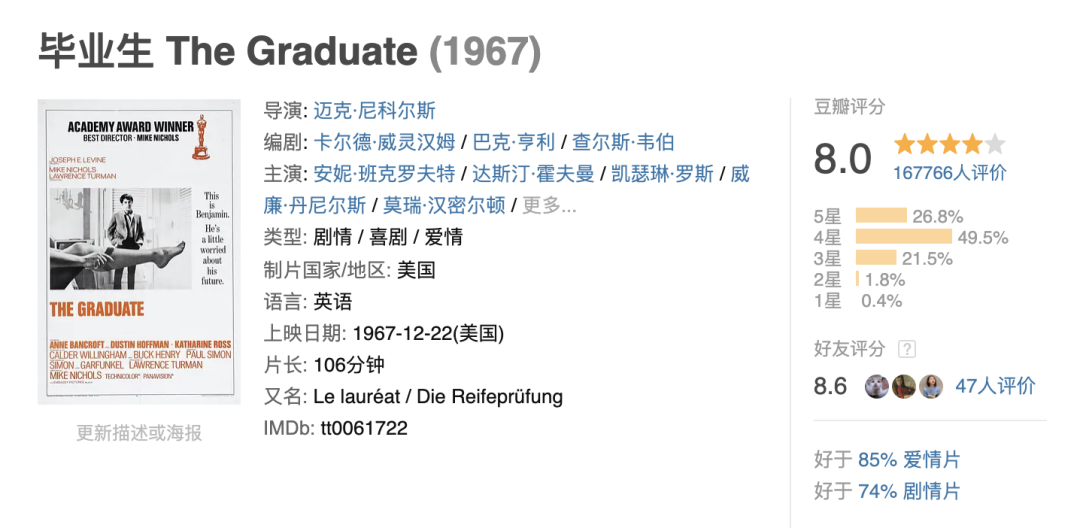 毕业生 The Graduate (1967)
ACADEMY AWARD WINNER
BEST DIRECTOR - MIKE NICHOLS
JOSEPH E. LEVINE
MIKE NICHOLS
LAWRENCE TURMAN
This
is
Benjamin.
He's
a little
worried
about
his
future.
THE GRADUATE
ANNE BANCROFT... DUSTIN HOFFMAN · KATHARINE ROSS
CALDER WILLINGHAM... BUCK HENRY PAUL SIMON
SIMON... GARFUNKEL LAWRENCE TURMAN
MIKE NICHOLS TECHNICOLOR® PANAVISION®
更新描述或海报
导演: 迈克·尼科尔斯
编剧: 卡尔德·威灵汉姆 / 巴克·亨利 / 查尔斯·韦伯
主演: 安妮·班克罗夫特 / 达斯汀·霍夫曼 / 凯瑟琳·罗斯 / 威
廉·丹尼尔斯 / 莫瑞·汉密尔顿 / 更多...
类型: 剧情 / 喜剧 / 爱情
制片国家/地区: 美国
语言: 英语
上映日期: 1967-12-22(美国)
片长: 106分钟
又名: Le lauréat / Die Reifeprüfung
IMDb: tt0061722
豆瓣评分
8.0
167766人评价
5星 26.8%
4星 49.5%
3星 21.5%
2星 1.8%
1星 0.4%
好友评分 ?
8.6 47人评价
好于 85% 爱情片
好于 74% 剧情片